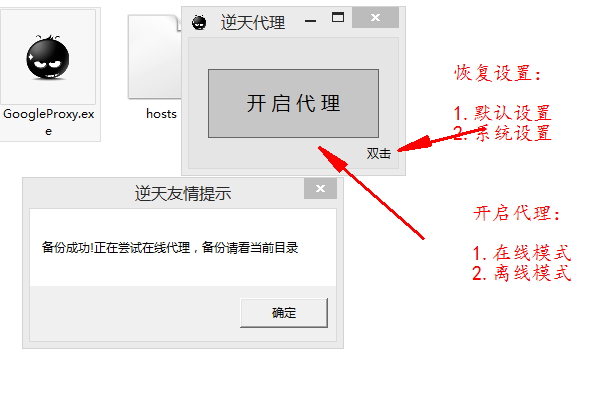 逆天代理
GoogleProxy.ex
e
hosts
开启代理
双击
恢复设置：
1.默认设置
2.系统设置
逆天友情提示
备份成功!正在尝试在线代理，备份请看当前目录
确定
开启代理：
1.在线模式
2.离线模式